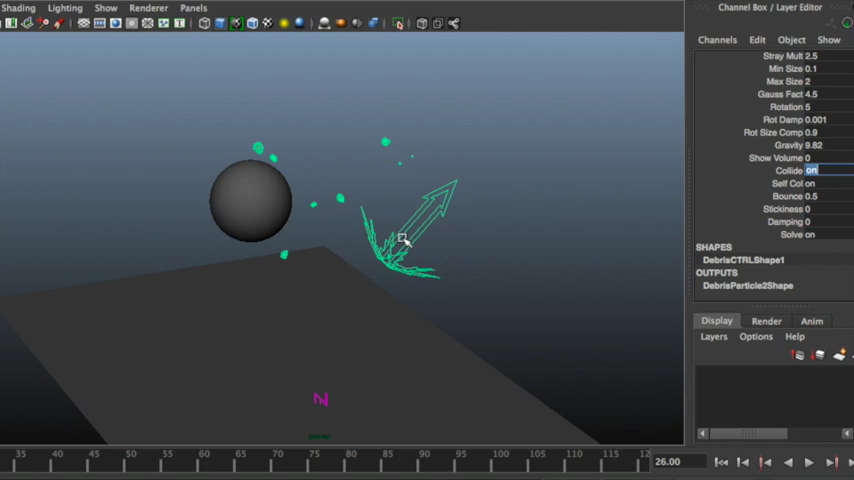 Shading Lighting Show Renderer Panels
Channel Box / Layer Editor
Channels Edit Object Show
Stray Mult 2.5
Min Size 0.1
Max Size 2
Gauss Fact 4.5
Rotation 5
Rot Damp 0.001
Rot Size Comp 0.9
Gravity 9.82
Show Volume 0
Collide on
Self Col on
Bounce 0.5
Stickiness 0
Damping 0
Solve on
SHAPES
DebrisCTRLShape1
OUTPUTS
DebrisParticle2Shape
Display Render Anim
Layers Options Help
N
persp
35 40 45 50 55 60 65 70 75 80 85 90 95 100 105 110 115 12
26.00